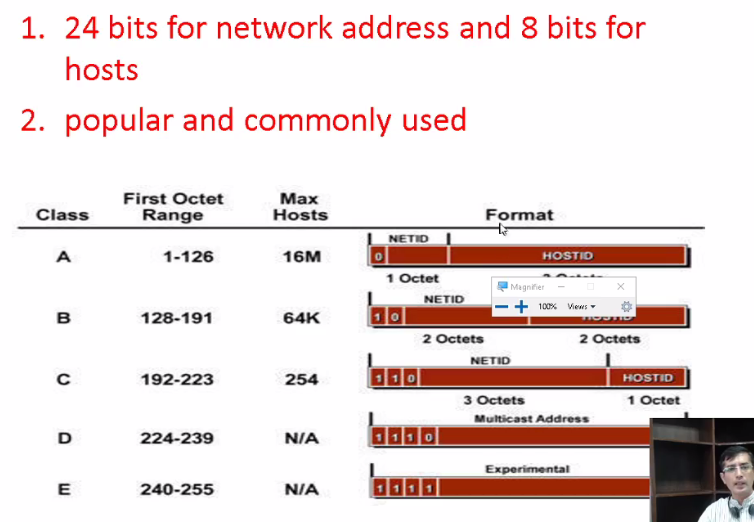 1. 24 bits for network address and 8 bits for
hosts
2. popular and commonly used
Class First Octet Range Max Hosts Format
NETID
A 1-126 16M 0 HOSTID
1 Octet
Magnifier
NETID
100% Views
B 128-191 64K 1 0
2 Octets 2 Octets
NETID
C 192-223 254 1 1 0 HOSTID
3 Octets 1 Octet
Multicast Address
D 224-239 N/A 1 1 1 0
Experimental
E 240-255 N/A 1 1 1 1